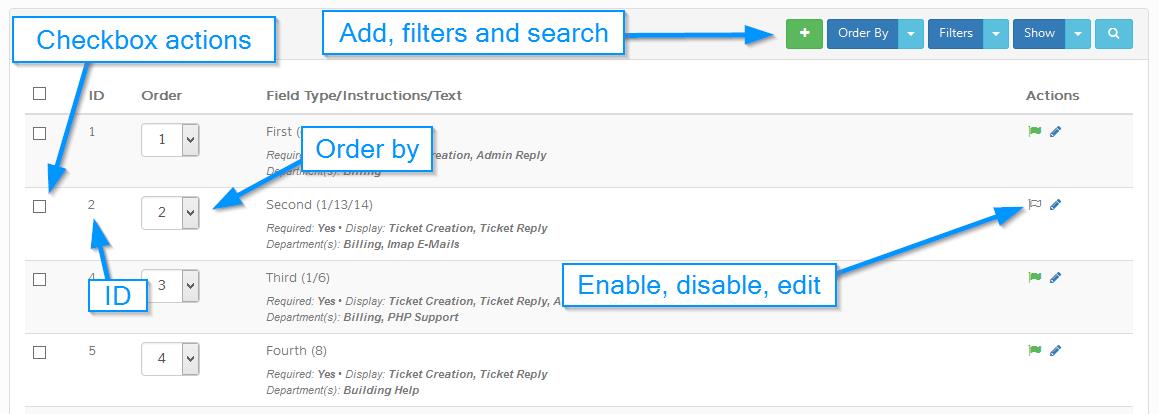 Checkbox actions
Add, filters and search
Order By
Filters
Show
ID Order Field Type/Instructions/Text Actions
1 1 First (
Order by
Required: Creation, Admin Reply
Department(s): Billing
2 2 Second (1/13/14)
Required: Yes • Display: Ticket Creation, Ticket Reply
Department(s): Billing, Imap E-Mails
Enable, disable, edit
4 3 Third (1/6)
ID
Required: Yes • Display: Ticket Creation, Ticket Reply, A
Department(s): Billing, PHP Support
5 4 Fourth (8)
Required: Yes • Display: Ticket Creation, Ticket Reply
Department(s): Building Help